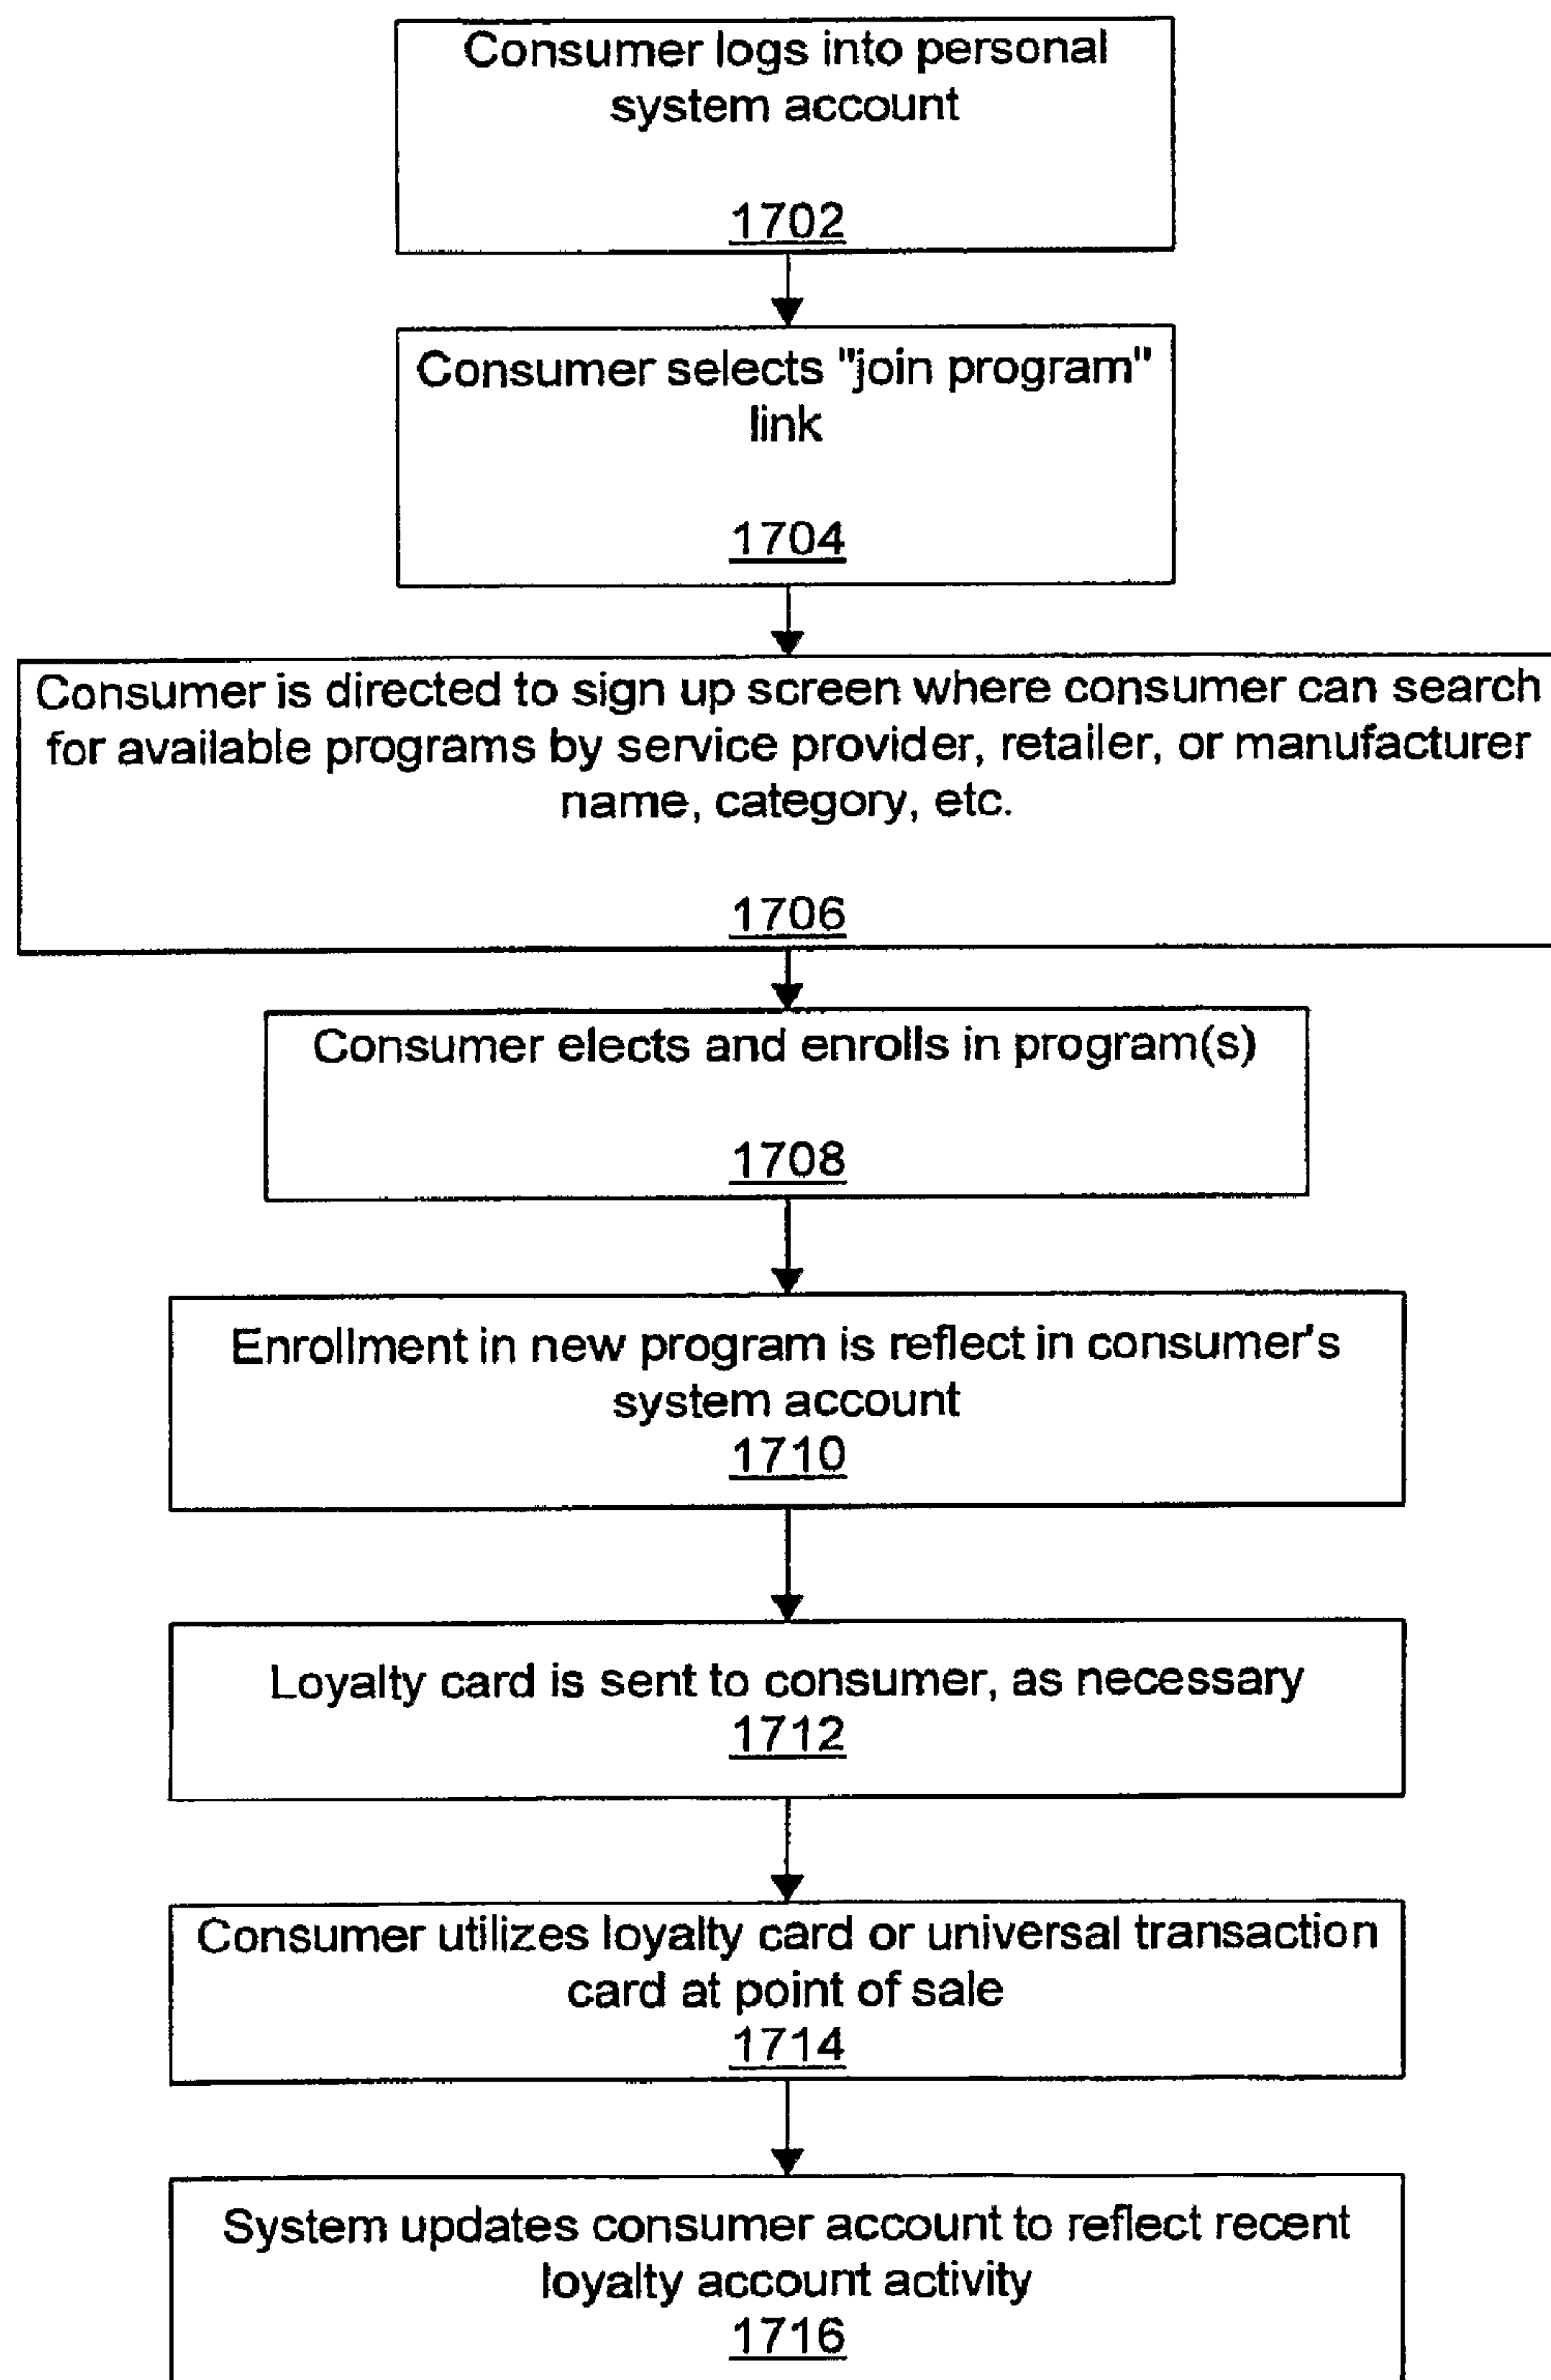 Consumer logs into personal
system account
1702
Consumer selects "join program"
link
1704
Consumer is directed to sign up screen where consumer can search
for available programs by service provider, retailer, or manufacturer
name, category, etc.
1706
Consumer elects and enrolls in program(s)
1708
Enrollment in new program is reflect in consumer's
system account
1710
Loyalty card is sent to consumer, as necessary
1712
Consumer utilizes loyalty card or universal transaction
card at point of sale
1714
System updates consumer account to reflect recent
loyalty account activity
1716